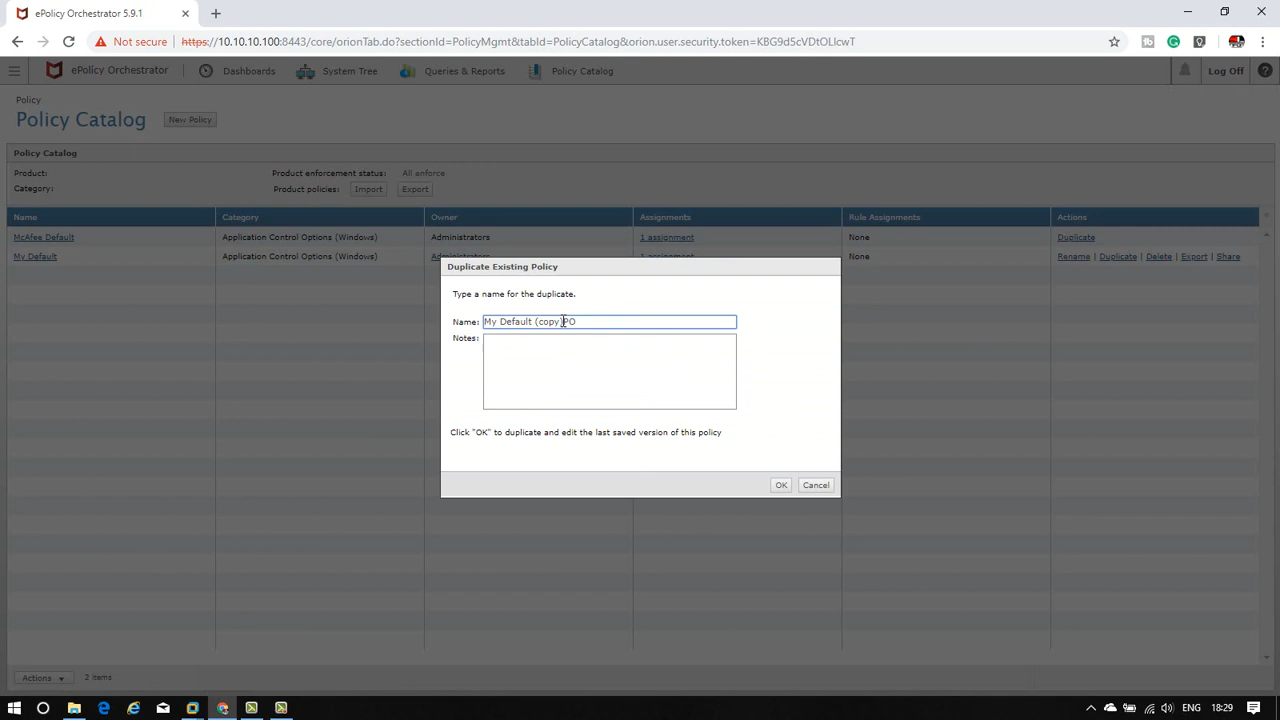 ePolicy Orchestrator 5.9.1
Not secure https://10.10.10.100:8443/core/orionTab.do?sectionId=PolicyMgmt&tabId=PolicyCatalog&orion.user.security.token=KBG9d5cVDtOLlcwT
ePolicy Orchestrator Dashboards System Tree Queries & Reports Policy Catalog Log Off
Policy
Policy Catalog New Policy
Policy Catalog
Product: Product enforcement status: All enforce
Category: Product policies: Import Export
Name Category Owner Assignments Rule Assignments Actions
McAfee Default Application Control Options (Windows) Administrators 1 assignment None Duplicate
My Default Application Control Options (Windows) Administrators 1 assignment None Rename | Duplicate | Delete | Export | Share
Duplicate Existing Policy
Type a name for the duplicate.
Name: My Default (copy)PO
Notes:
Click "OK" to duplicate and edit the last saved version of this policy
OK Cancel
Actions 2 items
ENG 18:29